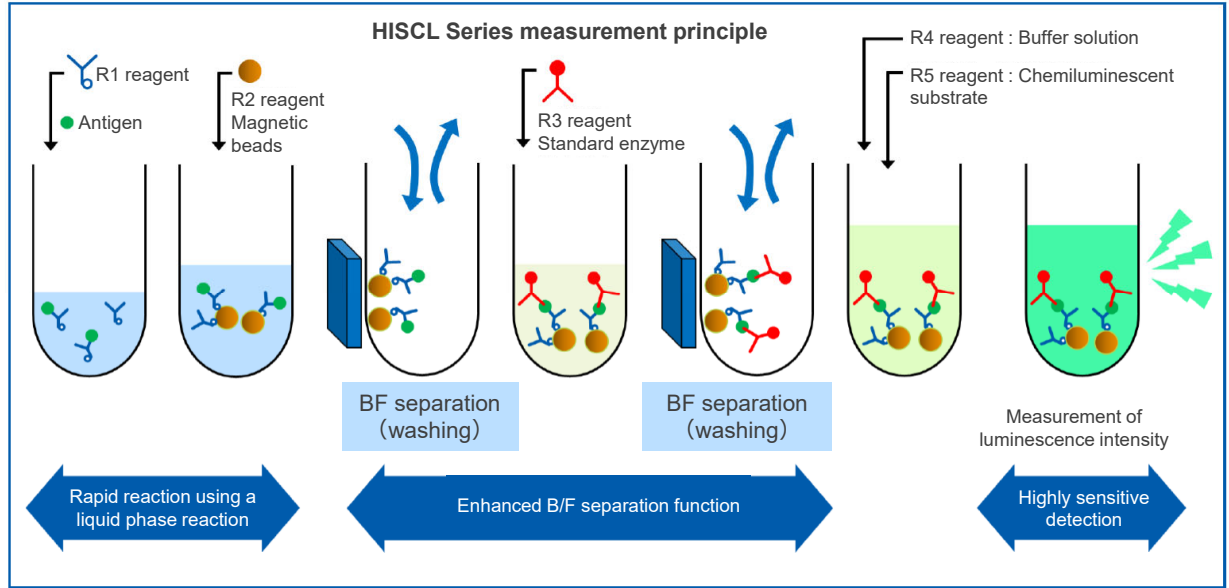 HISCL Series measurement principle
R1 reagent
Antigen
R2 reagent
Magnetic
beads
R3 reagent
Standard enzyme
R4 reagent : Buffer solution
R5 reagent : Chemiluminescent
substrate
BF separation
（washing）
BF separation
（washing）
Measurement of
luminescence intensity
Rapid reaction using a
liquid phase reaction
Enhanced B/F separation function
Highly sensitive
detection